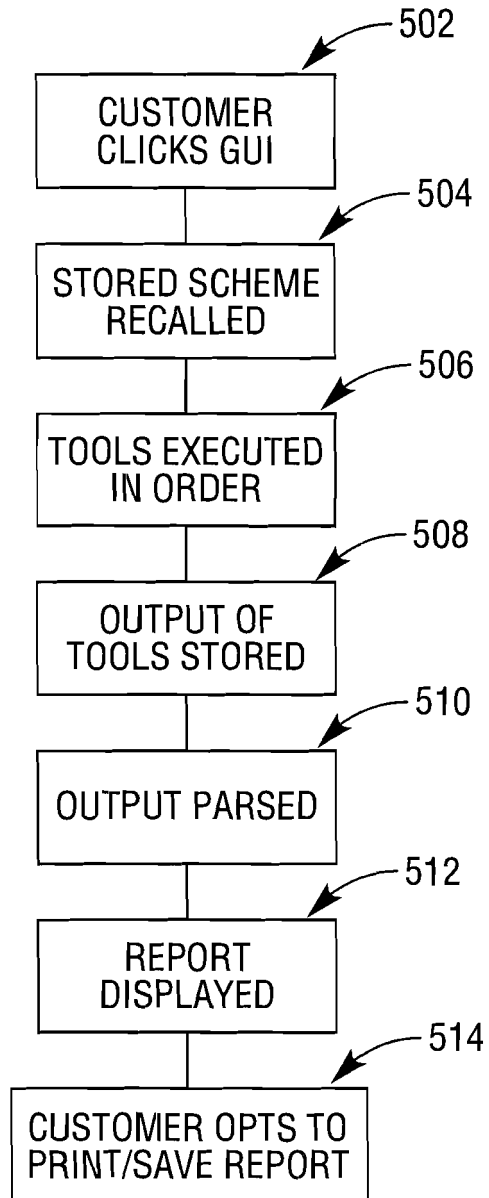 502
CUSTOMER
CLICKS GUI
504
STORED SCHEME
RECALLED
506
TOOLS EXECUTED
IN ORDER
508
OUTPUT OF
TOOLS STORED
510
OUTPUT PARSED
512
REPORT
DISPLAYED
514
CUSTOMER OPTS TO
PRINT/SAVE REPORT